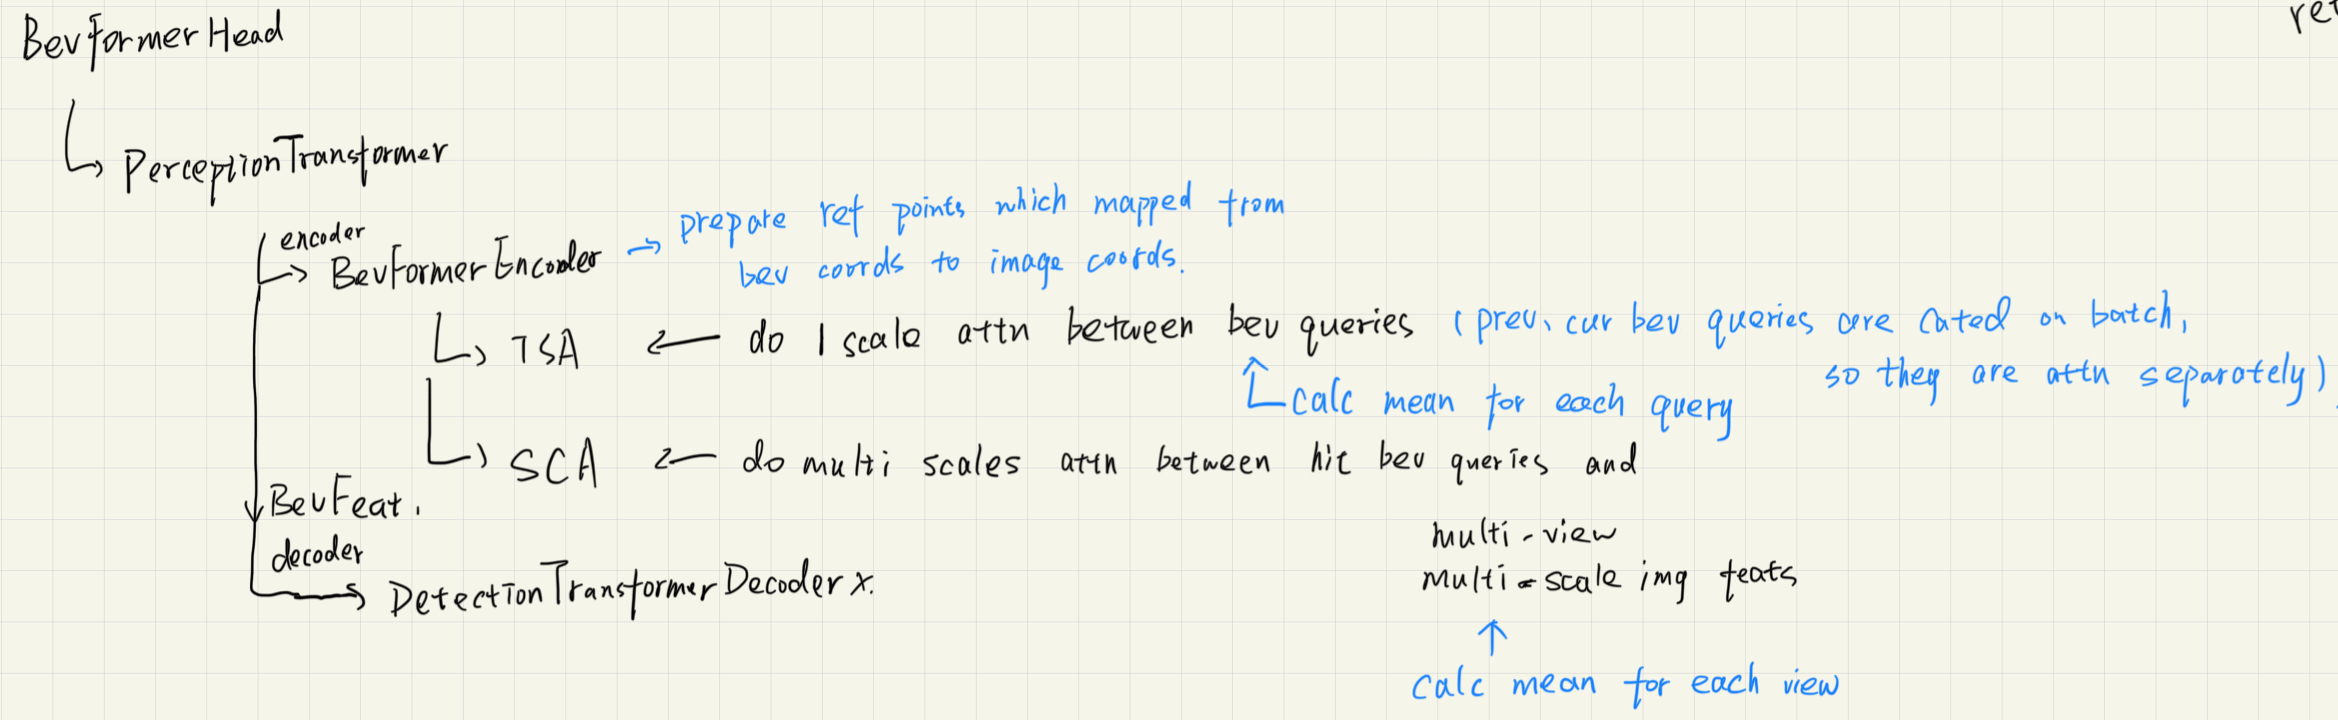 BevFormerHead
ret
PerceptionTransformer
encoder
BevFormerEncoder → prepare ref points which mapped from
bev coords to image coords.
TSA ← do 1 scale attn between bev queries (prev, cur bev queries are cated on batch,
so they are attn separately)
calc mean for each query
SCA ← do multi scales attn between hit bev queries and
multi-view
multi-scale img feats
calc mean for each view
BevFeat.
decoder
DetectionTransformerDecoder x.